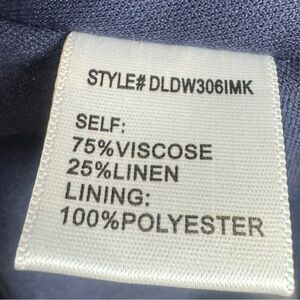 STYLE# DLDW306IMK
SELF:
75%VISCOSE
25%LINEN
LINING:
100%POLYESTER